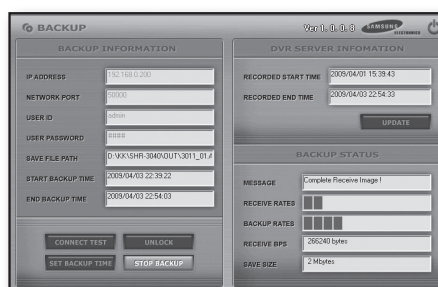 BACKUP
Ver 1. 0. 0. 8 SAMSUNG ELECTRONICS
BACKUP INFORMATION
IP ADDRESS 192.168.0.200
NETWORK PORT 50000
USER ID admin
USER PASSWORD ####
SAVE FILE PATH D:\KK\SHR-3040\OUT\3011_01.A
START BACKUP TIME 2009/04/03 22:39:22
END BACKUP TIME 2009/04/03 22:54:03
CONNECT TEST UNLOCK
SET BACKUP TIME STOP BACKUP
DVR SERVER INFOMATION
RECORDED START TIME 2009/04/01 15:39:43
RECORDED END TIME 2009/04/03 22:54:33
UPDATE
BACKUP STATUS
MESSAGE Complete Receive Image !
RECEIVE RATES
BACKUP RATES
RECEIVE BPS 266240 bytes
SAVE SIZE 2 Mbytes